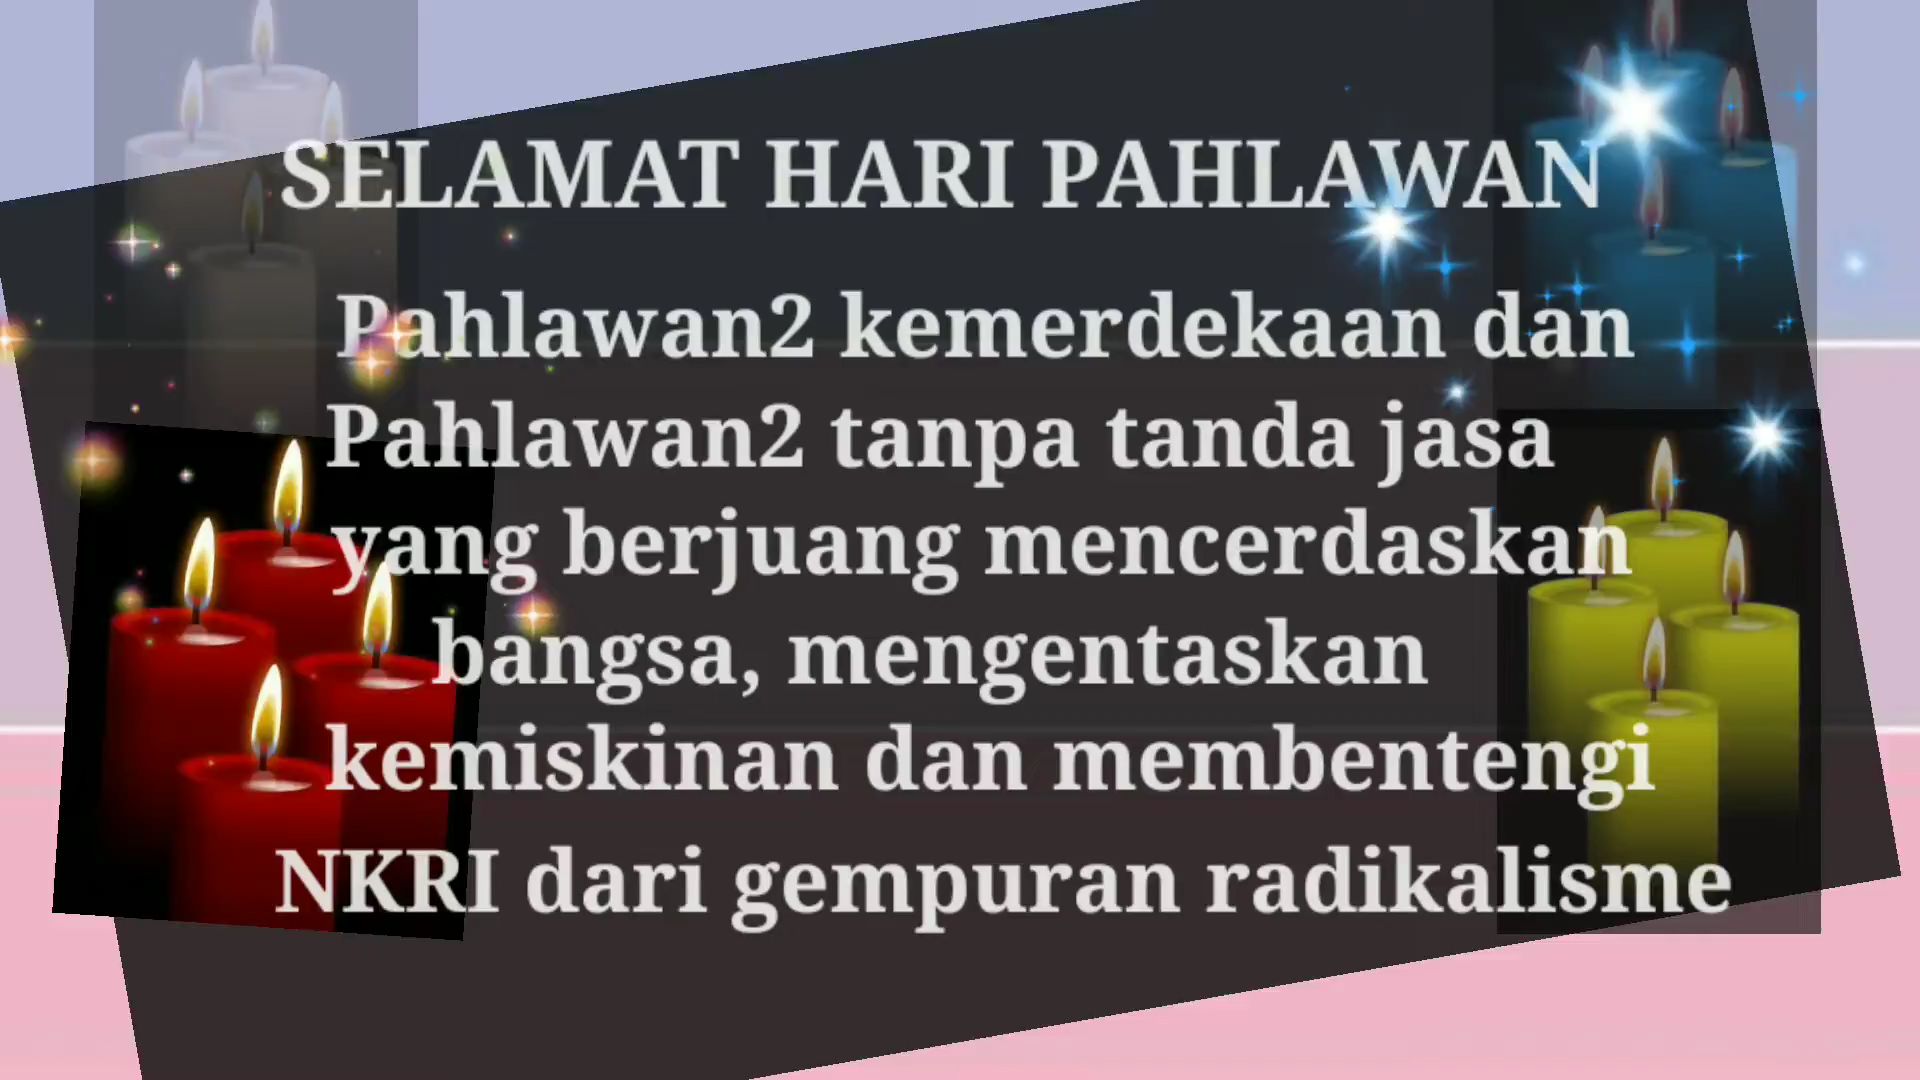 SELAMAT HARI PAHLAWAN
Pahlawan2 kemerdekaan dan
Pahlawan2 tanpa tanda jasa
yang berjuang mencerdaskan
bangsa, mengentaskan
kemiskinan dan membentengi
NKRI dari gempuran radikalisme